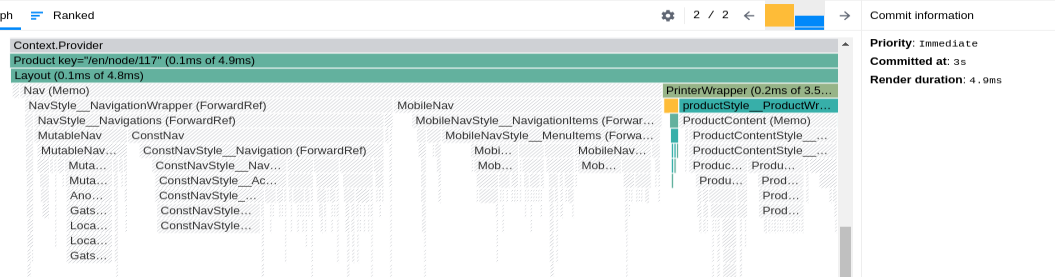 ph Ranked 2 / 2 Commit information
Context.Provider
Priority: Immediate
Product key="/en/node/117" (0.1ms of 4.9ms)
Committed at: 3s
Layout (0.1ms of 4.8ms)
Render duration: 4.9ms
Nav (Memo) PrinterWrapper (0.2ms of 3.5…
NavStyle__NavigationWrapper (ForwardRef) MobileNav productStyle__ProductWr…
NavStyle__Navigations (ForwardRef) MobileNavStyle__NavigationItems (Forwar… ProductContent (Memo)
MutableNav ConstNav MobileNavStyle__MenuItems (Forwa… ProductContentStyle__…
MutableNav… ConstNavStyle__Navigation (ForwardRef) Mobi… MobileNav… ProductContentStyle__…
Muta… ConstNavStyle__Nav… Mob… Mob… Produc… Produ…
Muta… ConstNavStyle__Ac… Produ… Prod…
Ano… ConstNavStyle_… Prod…
Gats… ConstNavStyle… Prod…
Loca… ConstNavStyle…
Loca…
Gats…